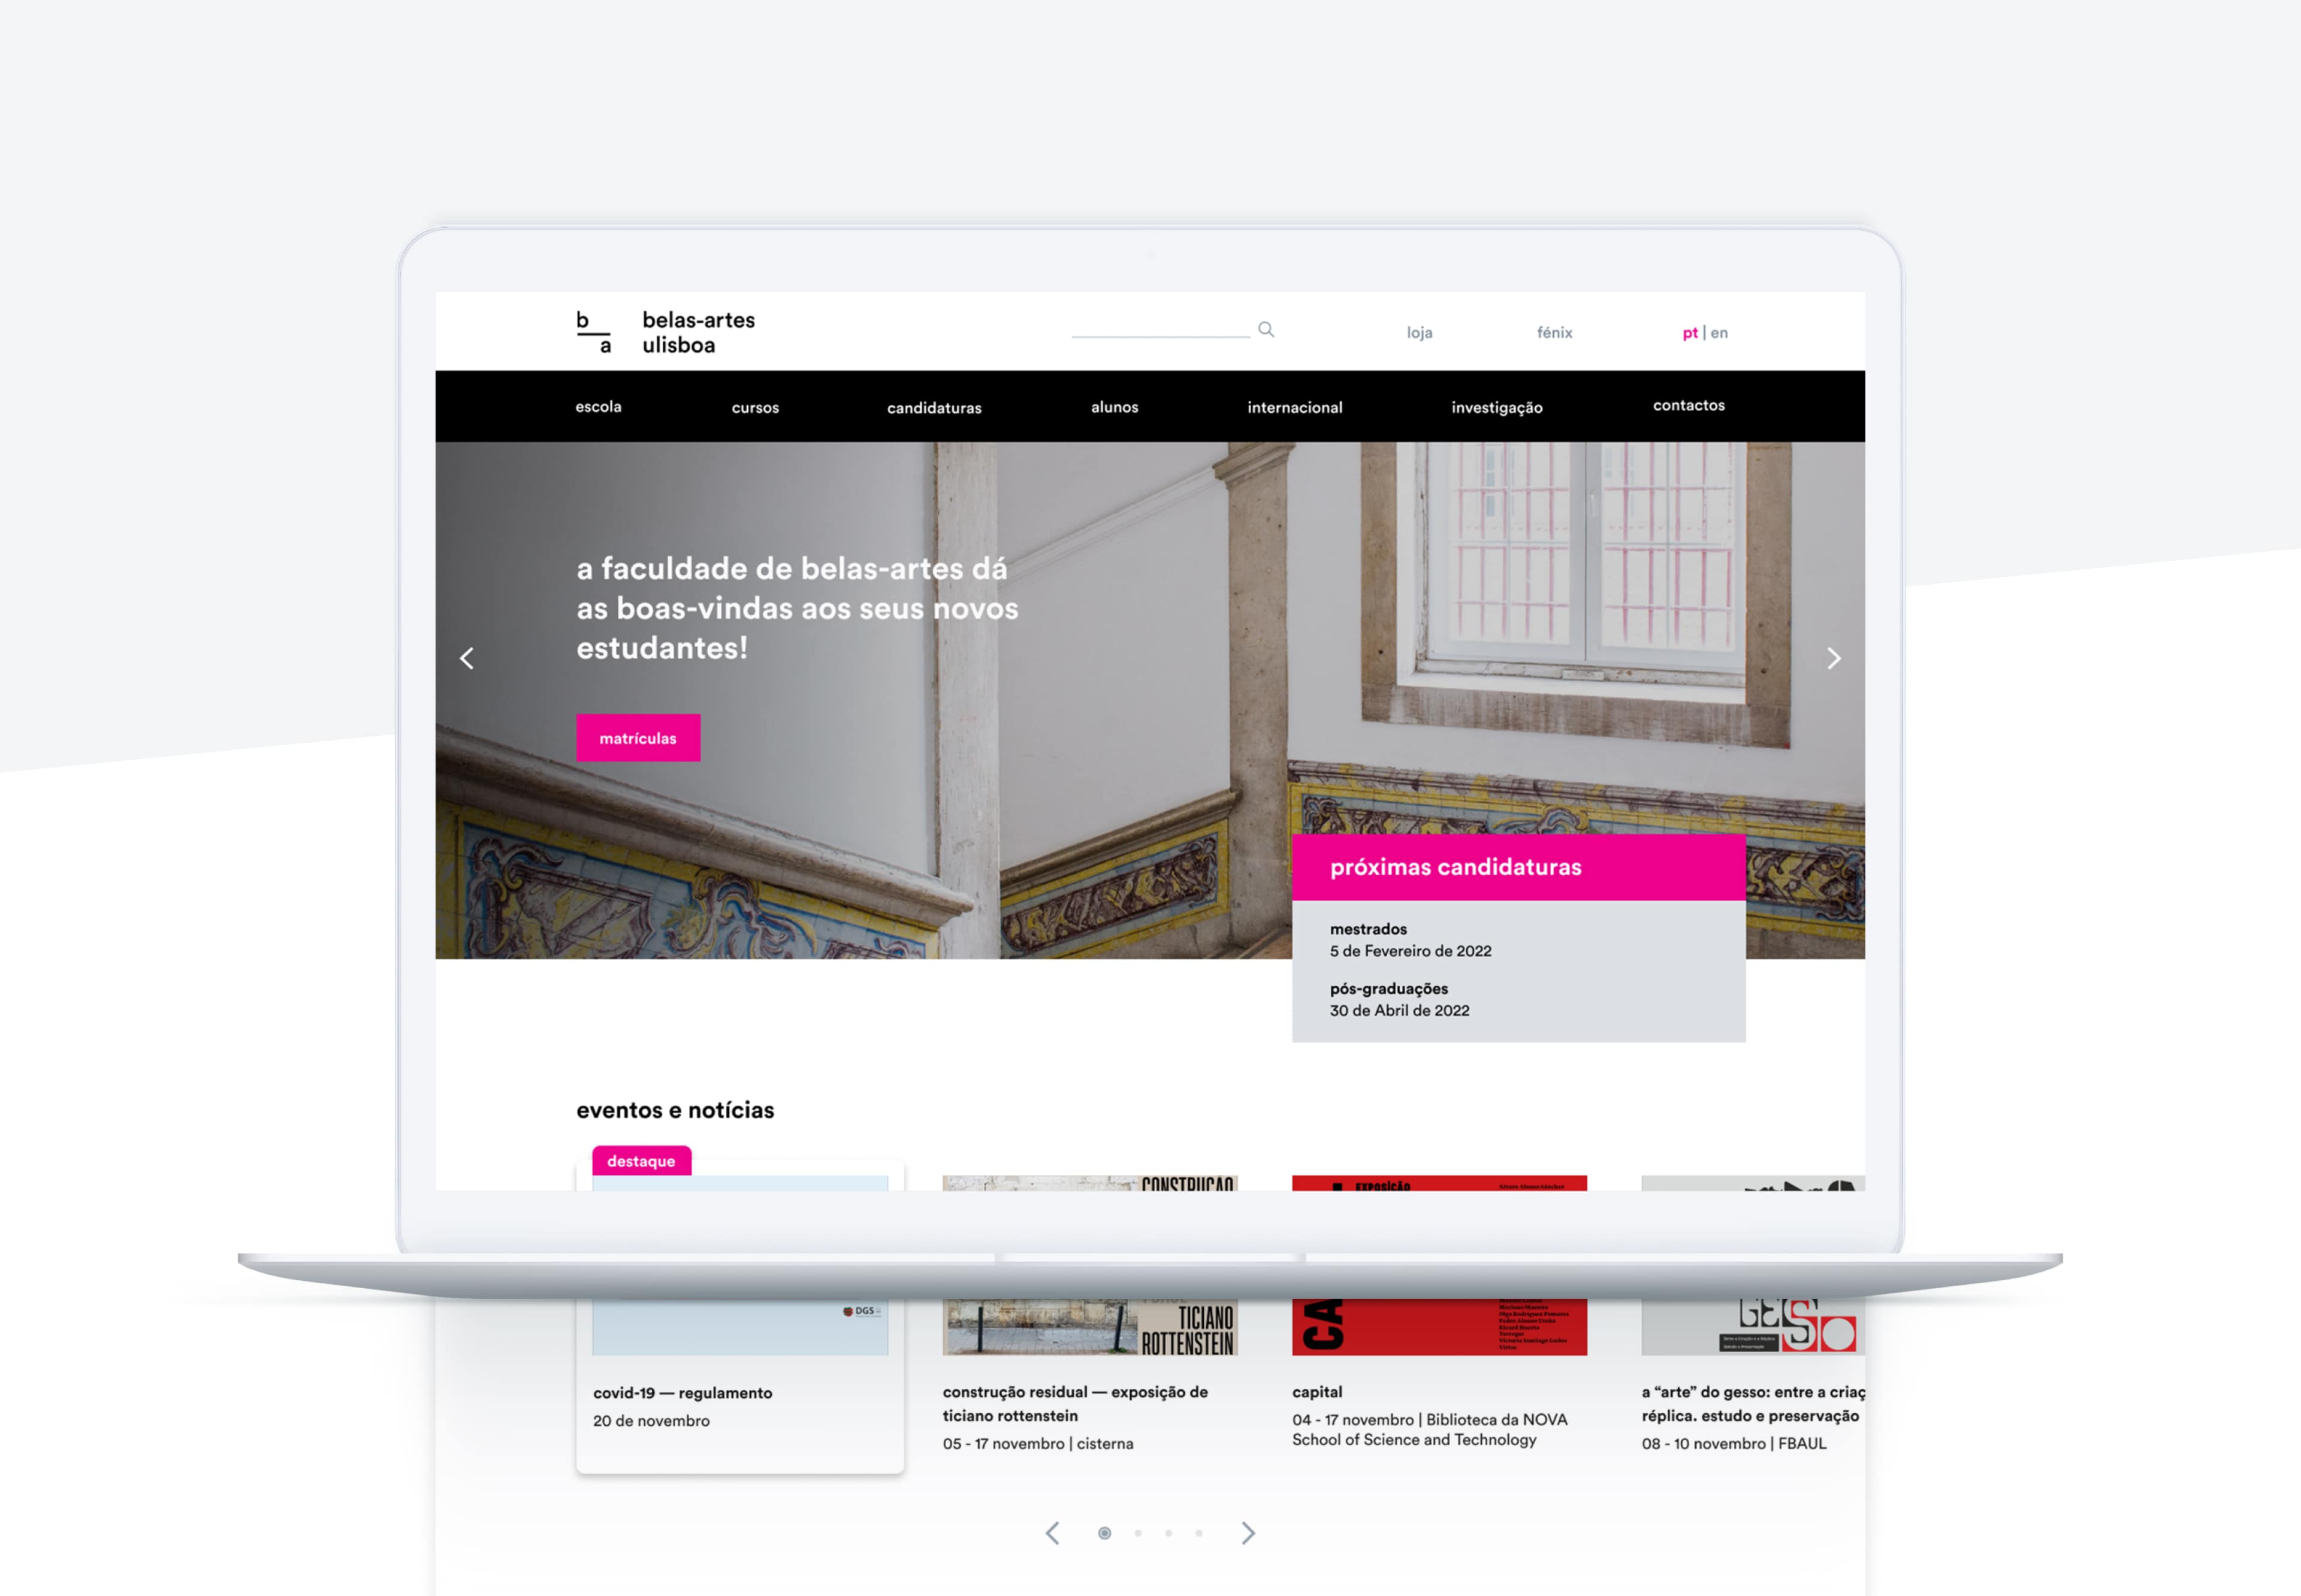 b
a
belas-artes
ulisboa
loja
fénix
pt | en
escola
cursos
candidaturas
alunos
internacional
investigação
contactos
a faculdade de belas-artes dá
as boas-vindas aos seus novos
estudantes!
matrículas
próximas candidaturas
mestrados
5 de Fevereiro de 2022
pós-graduações
30 de Abril de 2022
eventos e notícias
destaque
CONSTRUÇÃO
EXPOSIÇÃO
DGS
TICIANO
ROTTENSTEIN
CA
GESSO
covid-19 — regulamento
20 de novembro
construção residual — exposição de
ticiano rottenstein
05 - 17 novembro | cisterna
capital
04 - 17 novembro | Biblioteca da NOVA
School of Science and Technology
a “arte” do gesso: entre a criaç
réplica. estudo e preservação
08 - 10 novembro | FBAUL